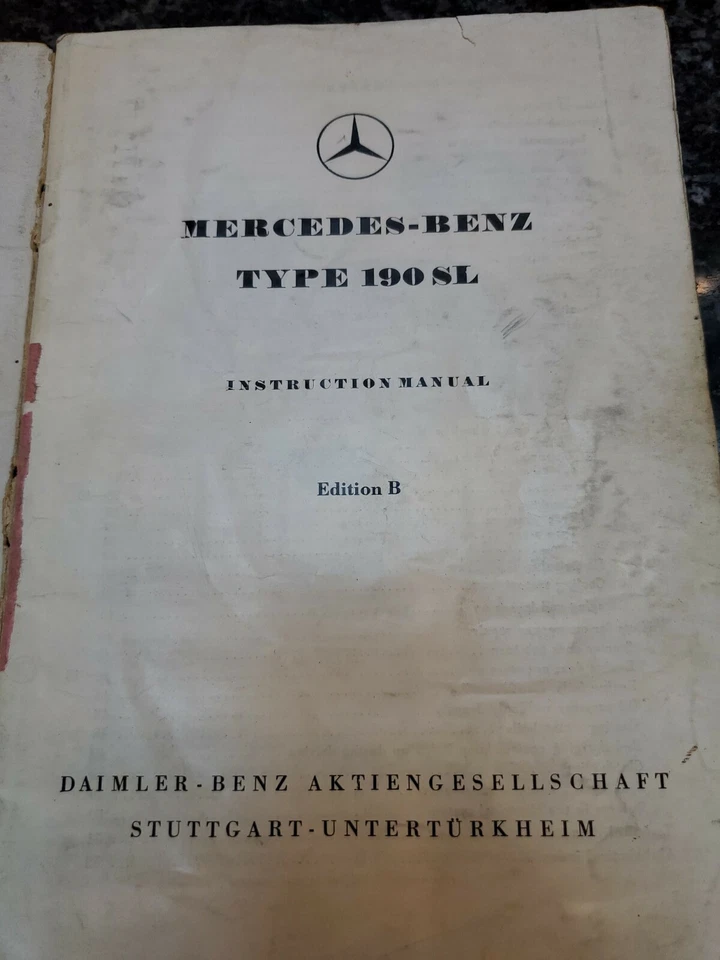 MERCEDES-BENZ
TYPE 190 SL
INSTRUCTION MANUAL
Edition B
DAIMLER-BENZ AKTIENGESELLSCHAFT
STUTTGART-UNTERTÜRKHEIM